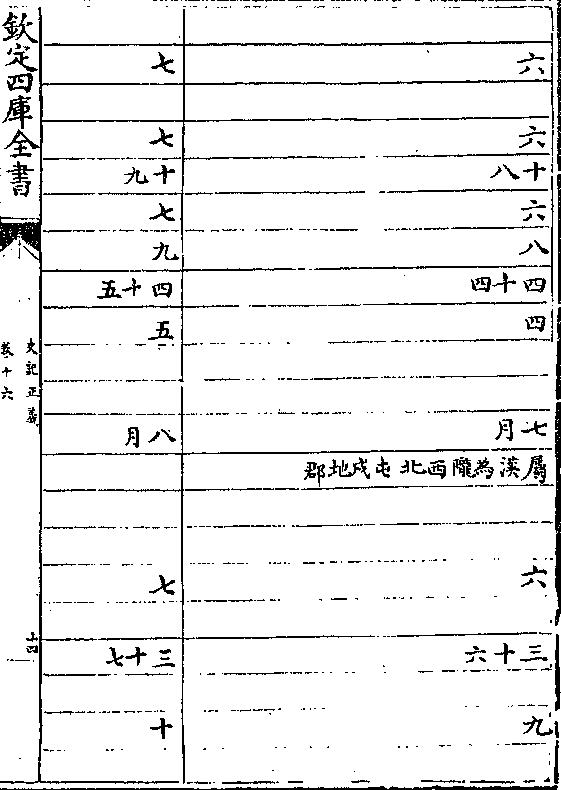 六
六
十八
六
八
四十四
四
七月
屬漢為隴西北屯戍地郡
六
三十六
九
七
七
十九
七
九
四十五
五
八月
七
三十七
十
欽定四庫全書
史記正義
卷十六
十四